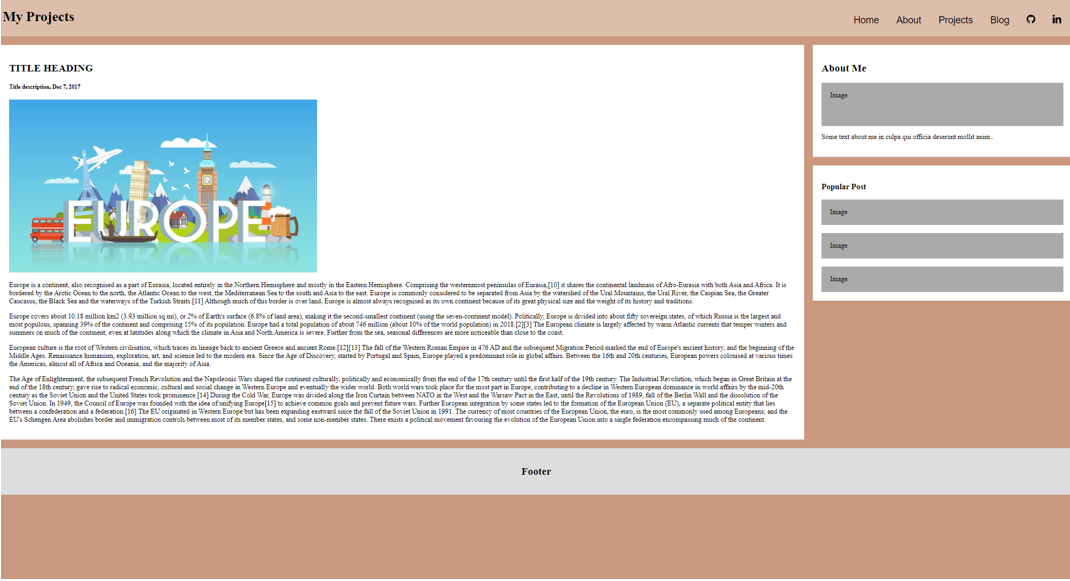 My Projects
Home About Projects Blog
TITLE HEADING
Title description, Dec 7, 2017
EUROPE
Europe is a continent, also recognised as a part of Eurasia, located entirely in the Northern Hemisphere and mostly in the Eastern Hemisphere. Comprising the westernmost peninsulas of Eurasia,[10] it shares the continental landmass of Afro-Eurasia with both Asia and Africa. It is
bordered by the Arctic Ocean to the north, the Atlantic Ocean to the west, the Mediterranean Sea to the south and Asia to the east. Europe is commonly considered to be separated from Asia by the watershed of the Ural Mountains, the Ural River, the Caspian Sea, the Greater
Caucasus, the Black Sea and the waterways of the Turkish Straits.[11] Although much of this border is over land, Europe is almost always recognised as its own continent because of its great physical size and the weight of its history and traditions.
Europe covers about 10.18 million km2 (3.93 million sq mi), or 2% of Earth's surface (6.8% of land area), making it the second-smallest continent (using the seven-continent model). Politically, Europe is divided into about fifty sovereign states, of which Russia is the largest and
most populous, spanning 39% of the continent and comprising 15% of its population. Europe had a total population of about 746 million (about 10% of the world population) in 2018.[2][3] The European climate is largely affected by warm Atlantic currents that temper winters and
summers on much of the continent, even at latitudes along which the climate in Asia and North America is severe. Further from the sea, seasonal differences are more noticeable than close to the coast.
European culture is the root of Western civilisation, which traces its lineage back to ancient Greece and ancient Rome.[12][13] The fall of the Western Roman Empire in 476 AD and the subsequent Migration Period marked the end of Europe's ancient history, and the beginning of the
Middle Ages. Renaissance humanism, exploration, art, and science led to the modern era. Since the Age of Discovery, started by Portugal and Spain, Europe played a predominant role in global affairs. Between the 16th and 20th centuries, European powers colonised at various times
the Americas, almost all of Africa and Oceania, and the majority of Asia.
The Age of Enlightenment, the subsequent French Revolution and the Napoleonic Wars shaped the continent culturally, politically and economically from the end of the 17th century until the first half of the 19th century. The Industrial Revolution, which began in Great Britain at the
end of the 18th century, gave rise to radical economic, cultural and social change in Western Europe and eventually the wider world. Both world wars took place for the most part in Europe, contributing to a decline in Western European dominance in world affairs by the mid-20th
century as the Soviet Union and the United States took prominence.[14] During the Cold War, Europe was divided along the Iron Curtain between NATO in the West and the Warsaw Pact in the East, until the Revolutions of 1989, fall of the Berlin Wall and the dissolution of the
Soviet Union. In 1949, the Council of Europe was founded with the idea of unifying Europe[15] to achieve common goals and prevent future wars. Further European integration by some states led to the formation of the European Union (EU), a separate political entity that lies
between a confederation and a federation.[16] The EU originated in Western Europe but has been expanding eastward since the fall of the Soviet Union in 1991. The currency of most countries of the European Union, the euro, is the most commonly used among Europeans; and the
EU's Schengen Area abolishes border and immigration controls between most of its member states, and some non-member states. There exists a political movement favouring the evolution of the European Union into a single federation encompassing much of the continent.
About Me
Image
Some text about me in culpa qui officia deserunt mollit anim..
Popular Post
Image
Image
Image
Footer